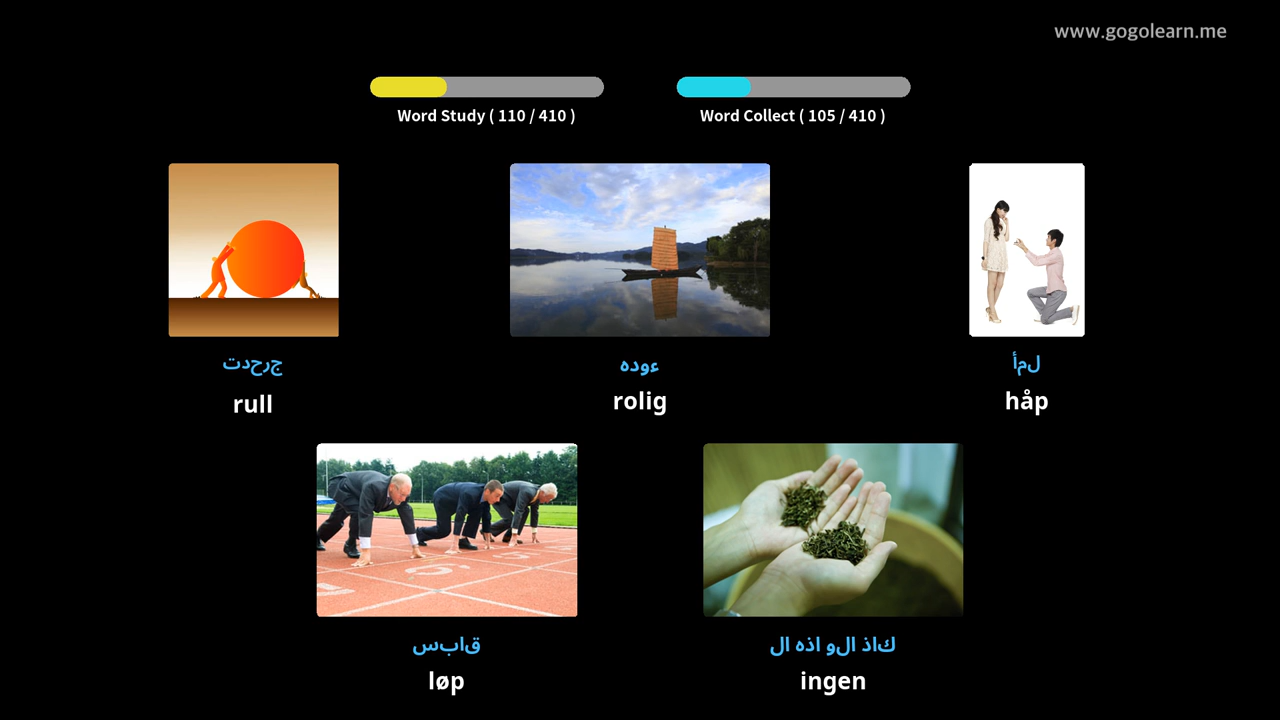 www.gogolearn.me
Word Study ( 110 / 410 )
Word Collect ( 105 / 410 )
جرحدت
rull
ءوده
rolig
لمأ
håp
قابس
løp
كاذ الو اذه ال
ingen